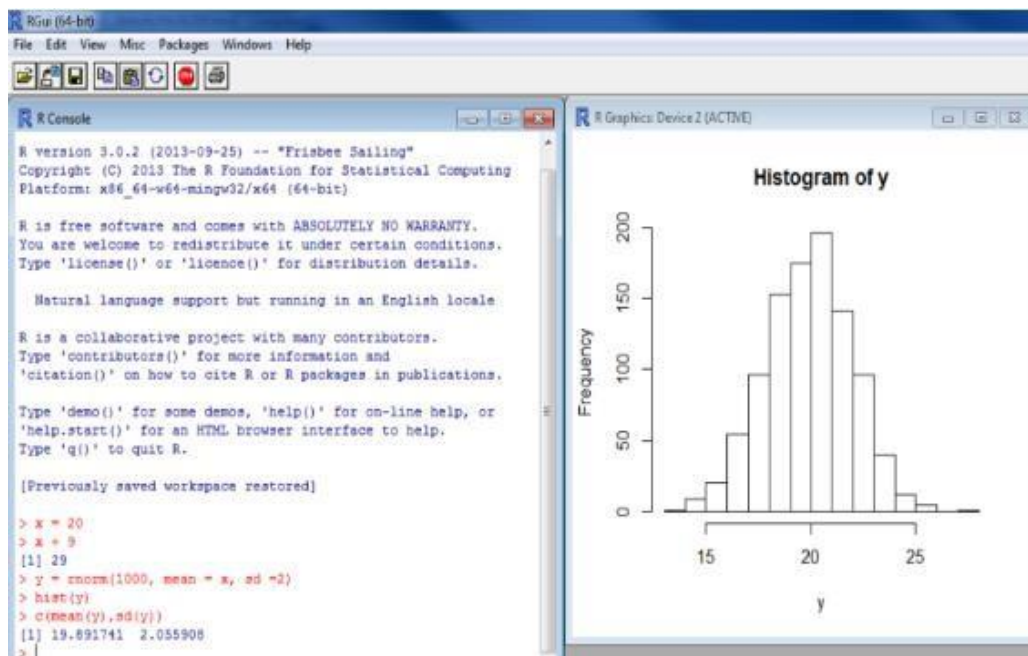 RGui (64-bit)
File Edit View Misc Packages Windows Help
R Console
R version 3.0.2 (2013-09-25) -- "Frisbee Sailing"
Copyright (C) 2013 The R Foundation for Statistical Computing
Platform: x86_64-w64-mingw32/x64 (64-bit)
R is free software and comes with ABSOLUTELY NO WARRANTY.
You are welcome to redistribute it under certain conditions.
Type 'license()' or 'licence()' for distribution details.
Natural language support but running in an English locale
R is a collaborative project with many contributors.
Type 'contributors()' for more information and
'citation()' on how to cite R or R packages in publications.
Type 'demo()' for some demos, 'help()' for on-line help, or
'help.start()' for an HTML browser interface to help.
Type 'q()' to quit R.
[Previously saved workspace restored]
> x = 20
> x + 9
[1] 29
> y = rnorm(1000, mean = x, sd =2)
> hist(y)
> c(mean(y),sd(y))
[1] 19.891741 2.055908
>
R Graphics: Device 2 (ACTIVE)
Histogram of y
Frequency
200
150
100
50
0
15 20 25
y